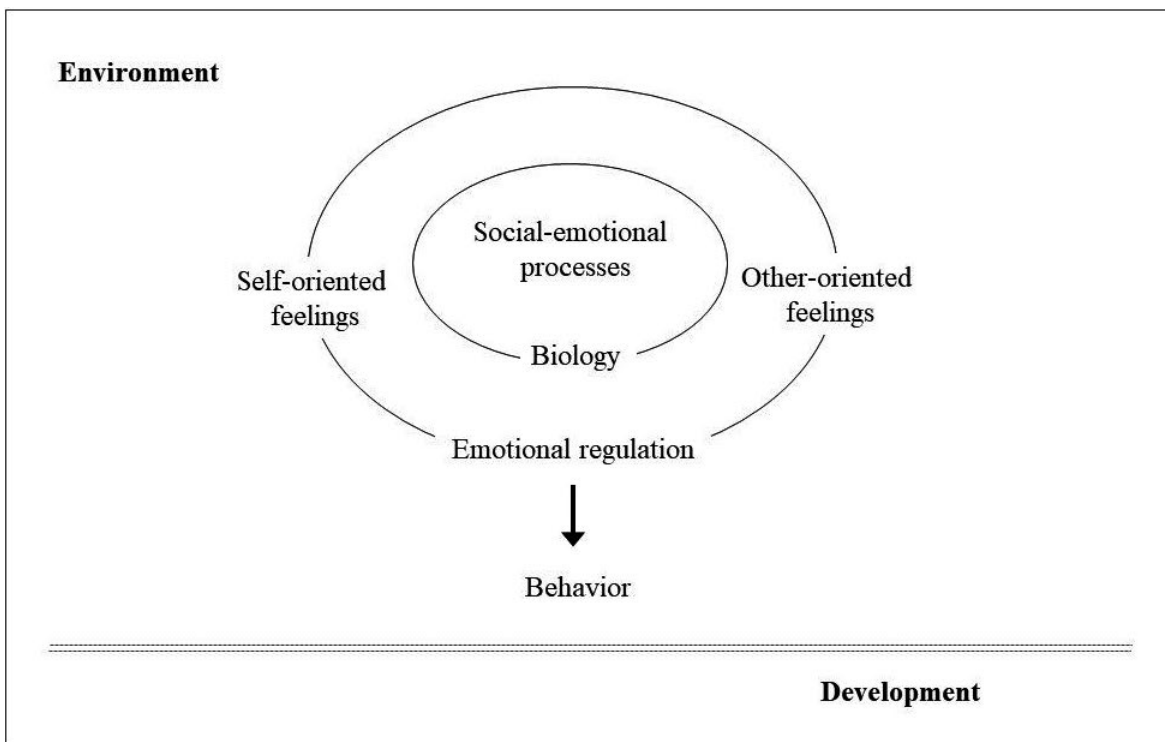 Environment
Social-emotional
processes
Self-oriented
feelings
Other-oriented
feelings
Biology
Emotional regulation
Behavior
Development